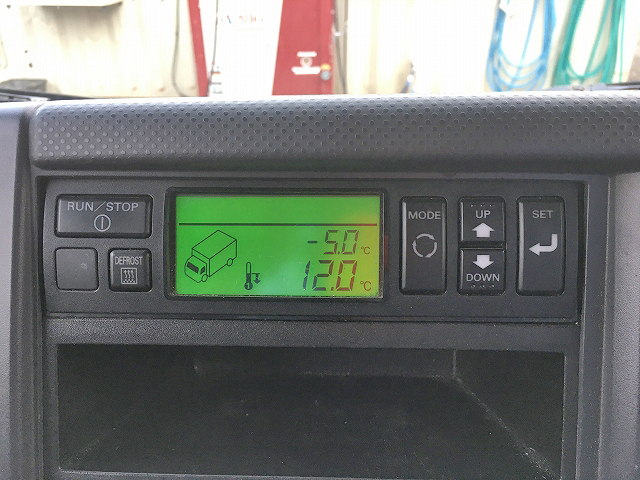 RUN/STOP
DEFROST
-5.0 °C
12.0 °C
MODE
UP
DOWN
SET